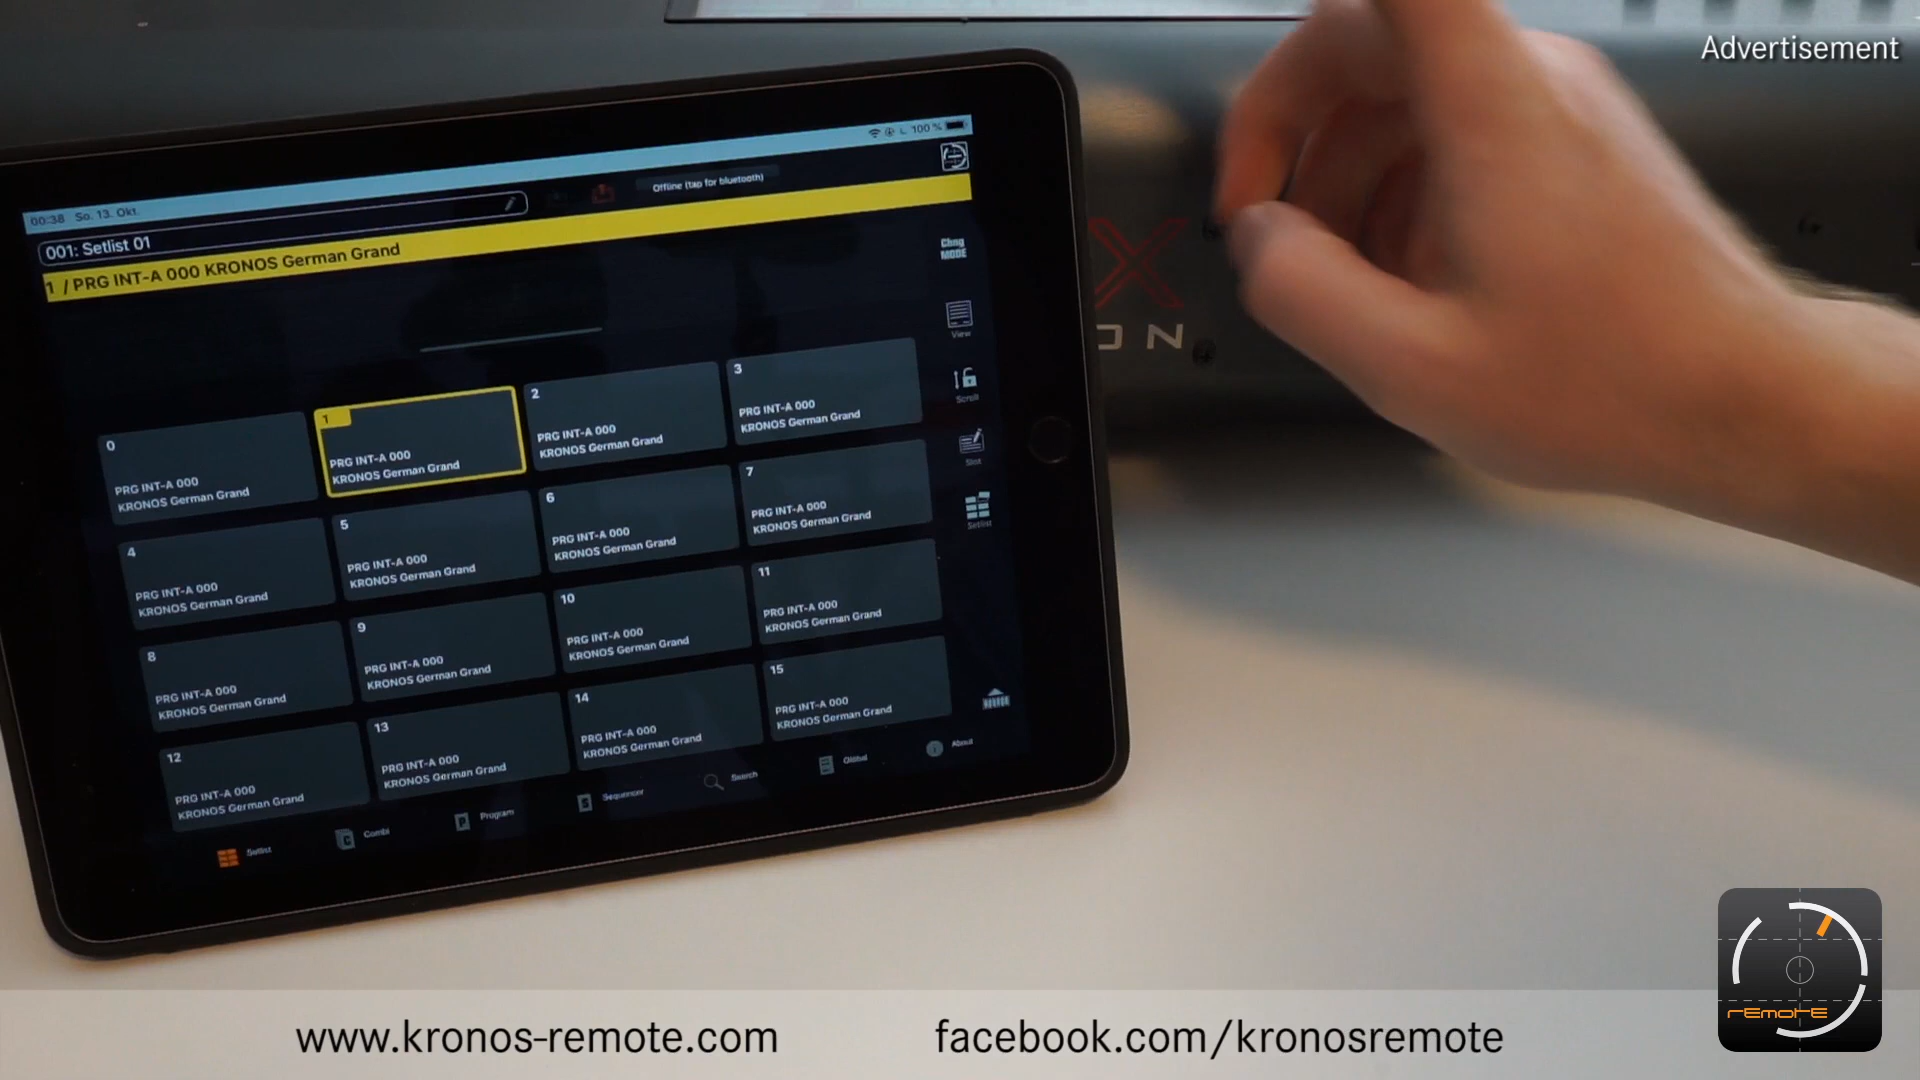 Advertisement
00:38 So. 13. Okt.
100 %
001: Setlist 01
Offline (tap for bluetooth)
1 / PRG INT-A 000 KRONOS German Grand
Chng
MODE
View
Scroll
Slot
Setlist
0
PRG INT-A 000
KRONOS German Grand
1
PRG INT-A 000
KRONOS German Grand
2
PRG INT-A 000
KRONOS German Grand
3
PRG INT-A 000
KRONOS German Grand
4
PRG INT-A 000
KRONOS German Grand
5
PRG INT-A 000
KRONOS German Grand
6
PRG INT-A 000
KRONOS German Grand
7
PRG INT-A 000
KRONOS German Grand
8
PRG INT-A 000
KRONOS German Grand
9
PRG INT-A 000
KRONOS German Grand
10
PRG INT-A 000
KRONOS German Grand
11
PRG INT-A 000
KRONOS German Grand
12
PRG INT-A 000
KRONOS German Grand
13
PRG INT-A 000
KRONOS German Grand
14
PRG INT-A 000
KRONOS German Grand
15
PRG INT-A 000
KRONOS German Grand
Setlist
C Combi
P Program
S Sequencer
Search
Global
About
X
ON
www.kronos-remote.com
facebook.com/kronosremote
remote